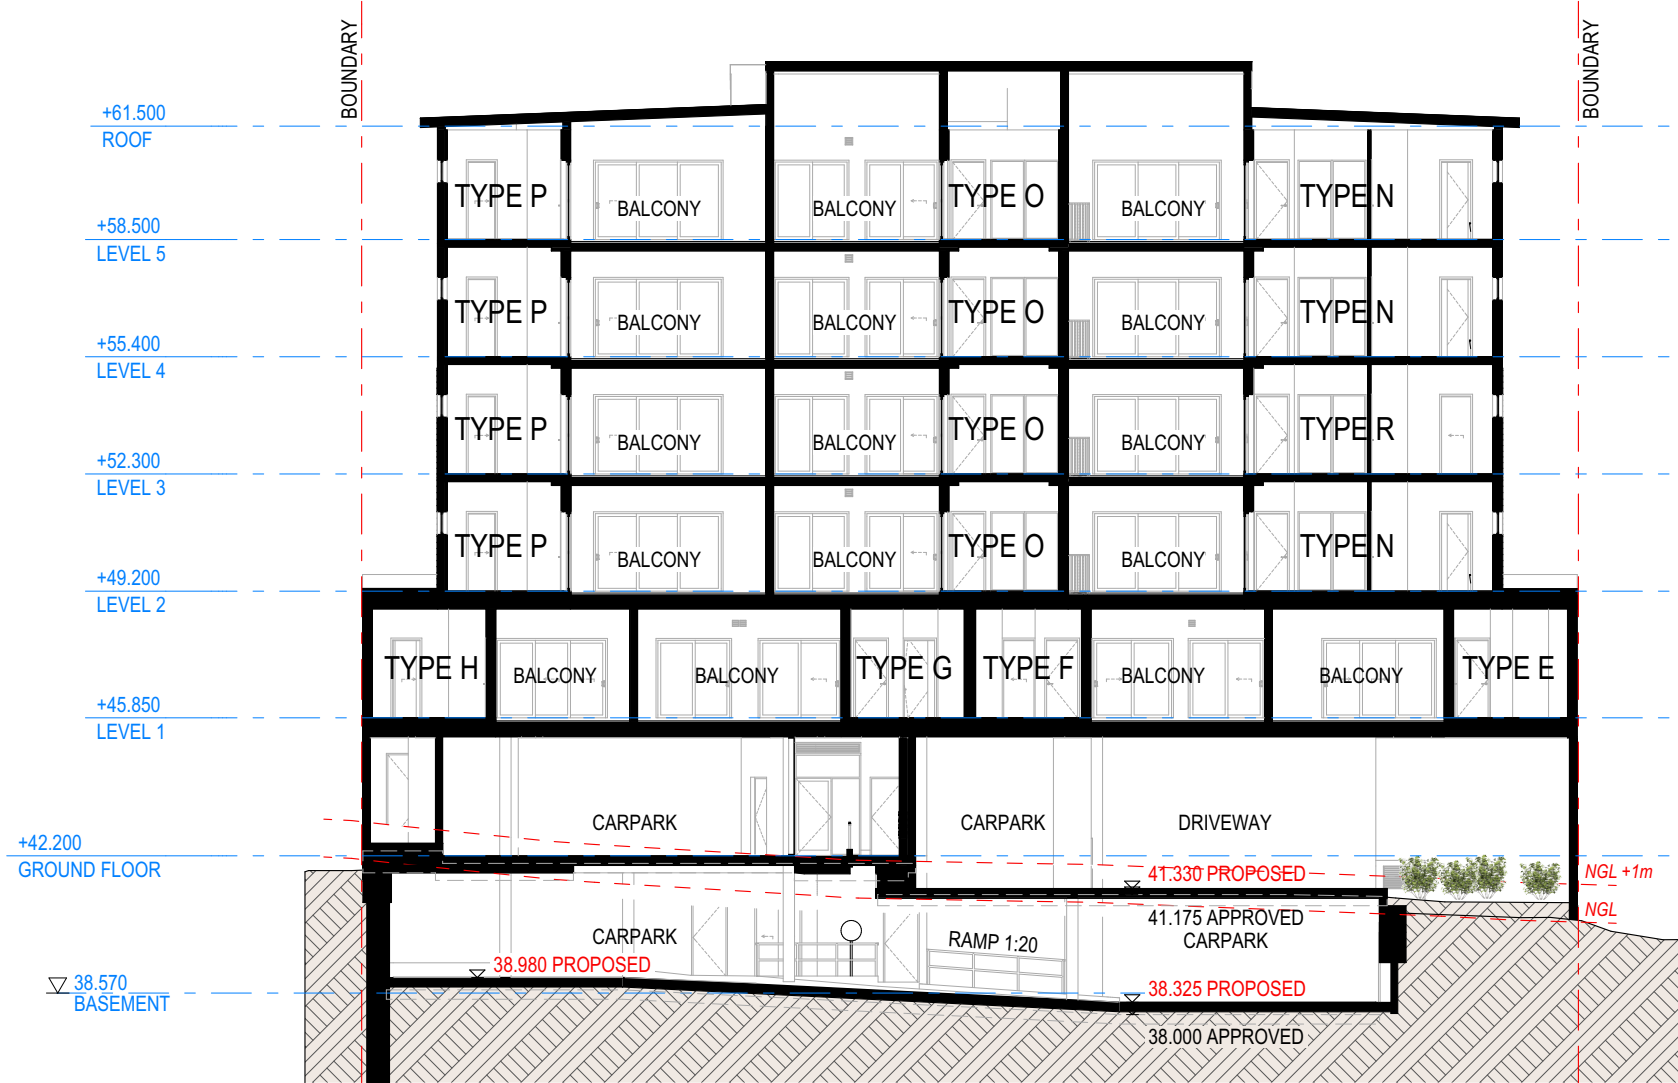 BOUNDARY
BOUNDARY
+61.500
ROOF
TYPE P
BALCONY
BALCONY
TYPE O
BALCONY
TYPE N
+58.500
LEVEL 5
TYPE P
BALCONY
BALCONY
TYPE O
BALCONY
TYPE N
+55.400
LEVEL 4
TYPE P
BALCONY
BALCONY
TYPE O
BALCONY
TYPE R
+52.300
LEVEL 3
TYPE P
BALCONY
BALCONY
TYPE O
BALCONY
TYPE N
+49.200
LEVEL 2
TYPE H
BALCONY
BALCONY
TYPE G
TYPE F
BALCONY
BALCONY
TYPE E
+45.850
LEVEL 1
CARPARK
CARPARK
DRIVEWAY
+42.200
GROUND FLOOR
41.330 PROPOSED
NGL +1m
NGL
41.175 APPROVED
CARPARK
CARPARK
RAMP 1:20
38.980 PROPOSED
38.570
BASEMENT
38.325 PROPOSED
38.000 APPROVED